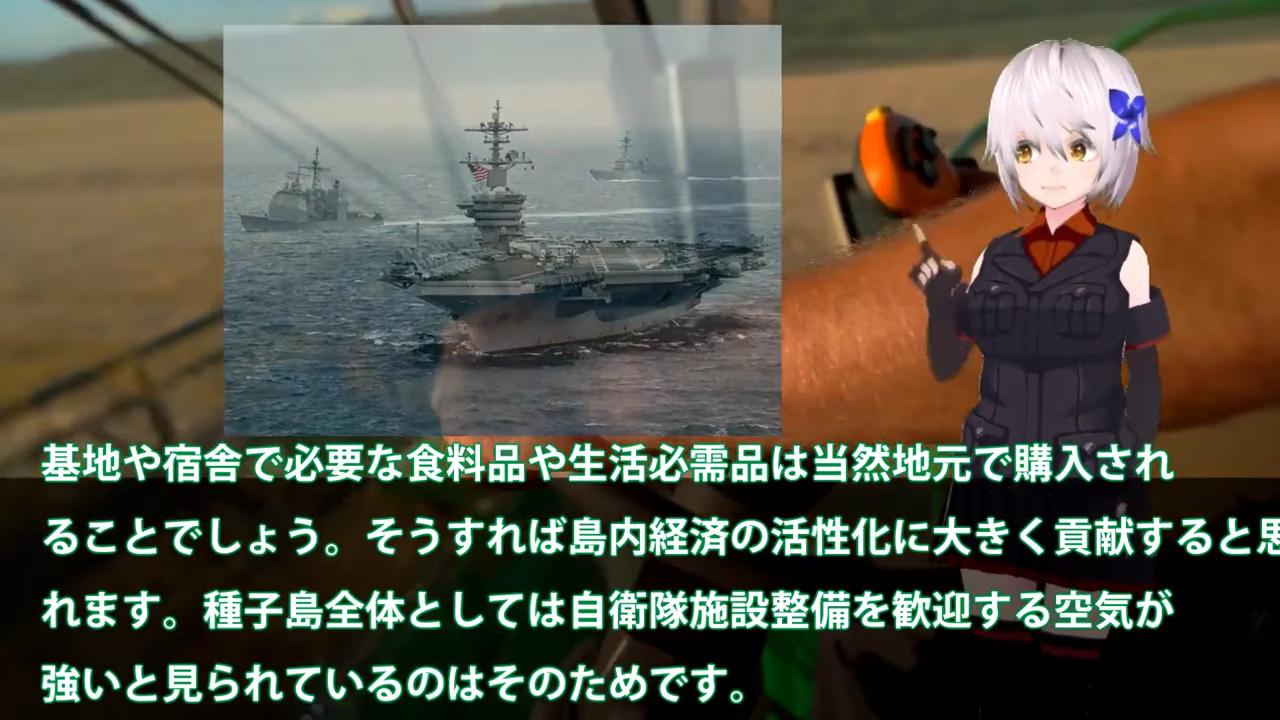 基地や宿舎で必要な食料品や生活必需品は当然地元で購入され
ることでしょう。そうすれば島内経済の活性化に大きく貢献すると思
れます。種子島全体としては自衛隊施設整備を歓迎する空気が
強いと見られているのはそのためです。